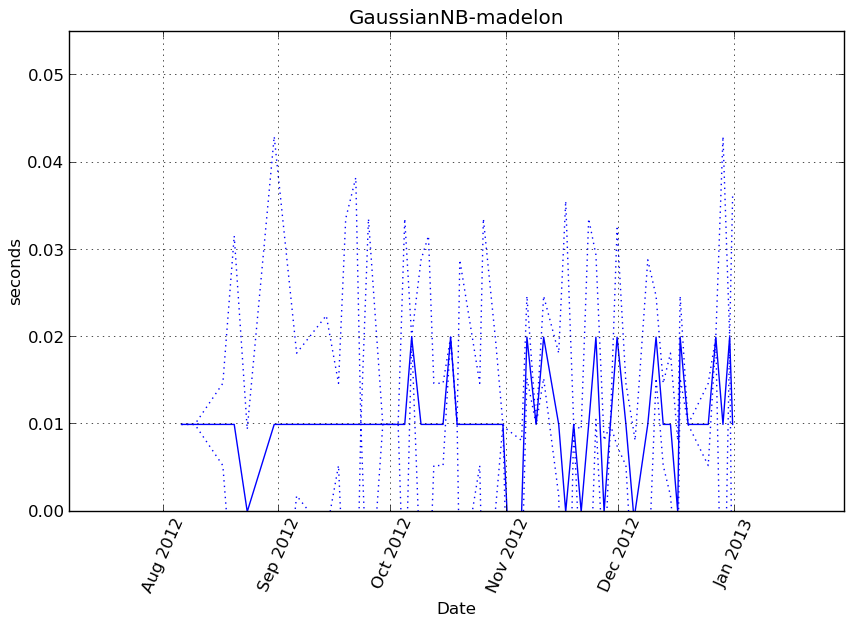 GaussianNB-madelon
0.05
0.04
0.03
0.02
0.01
0.00
seconds
Aug 2012
Sep 2012
Oct 2012
Nov 2012
Dec 2012
Jan 2013
Date